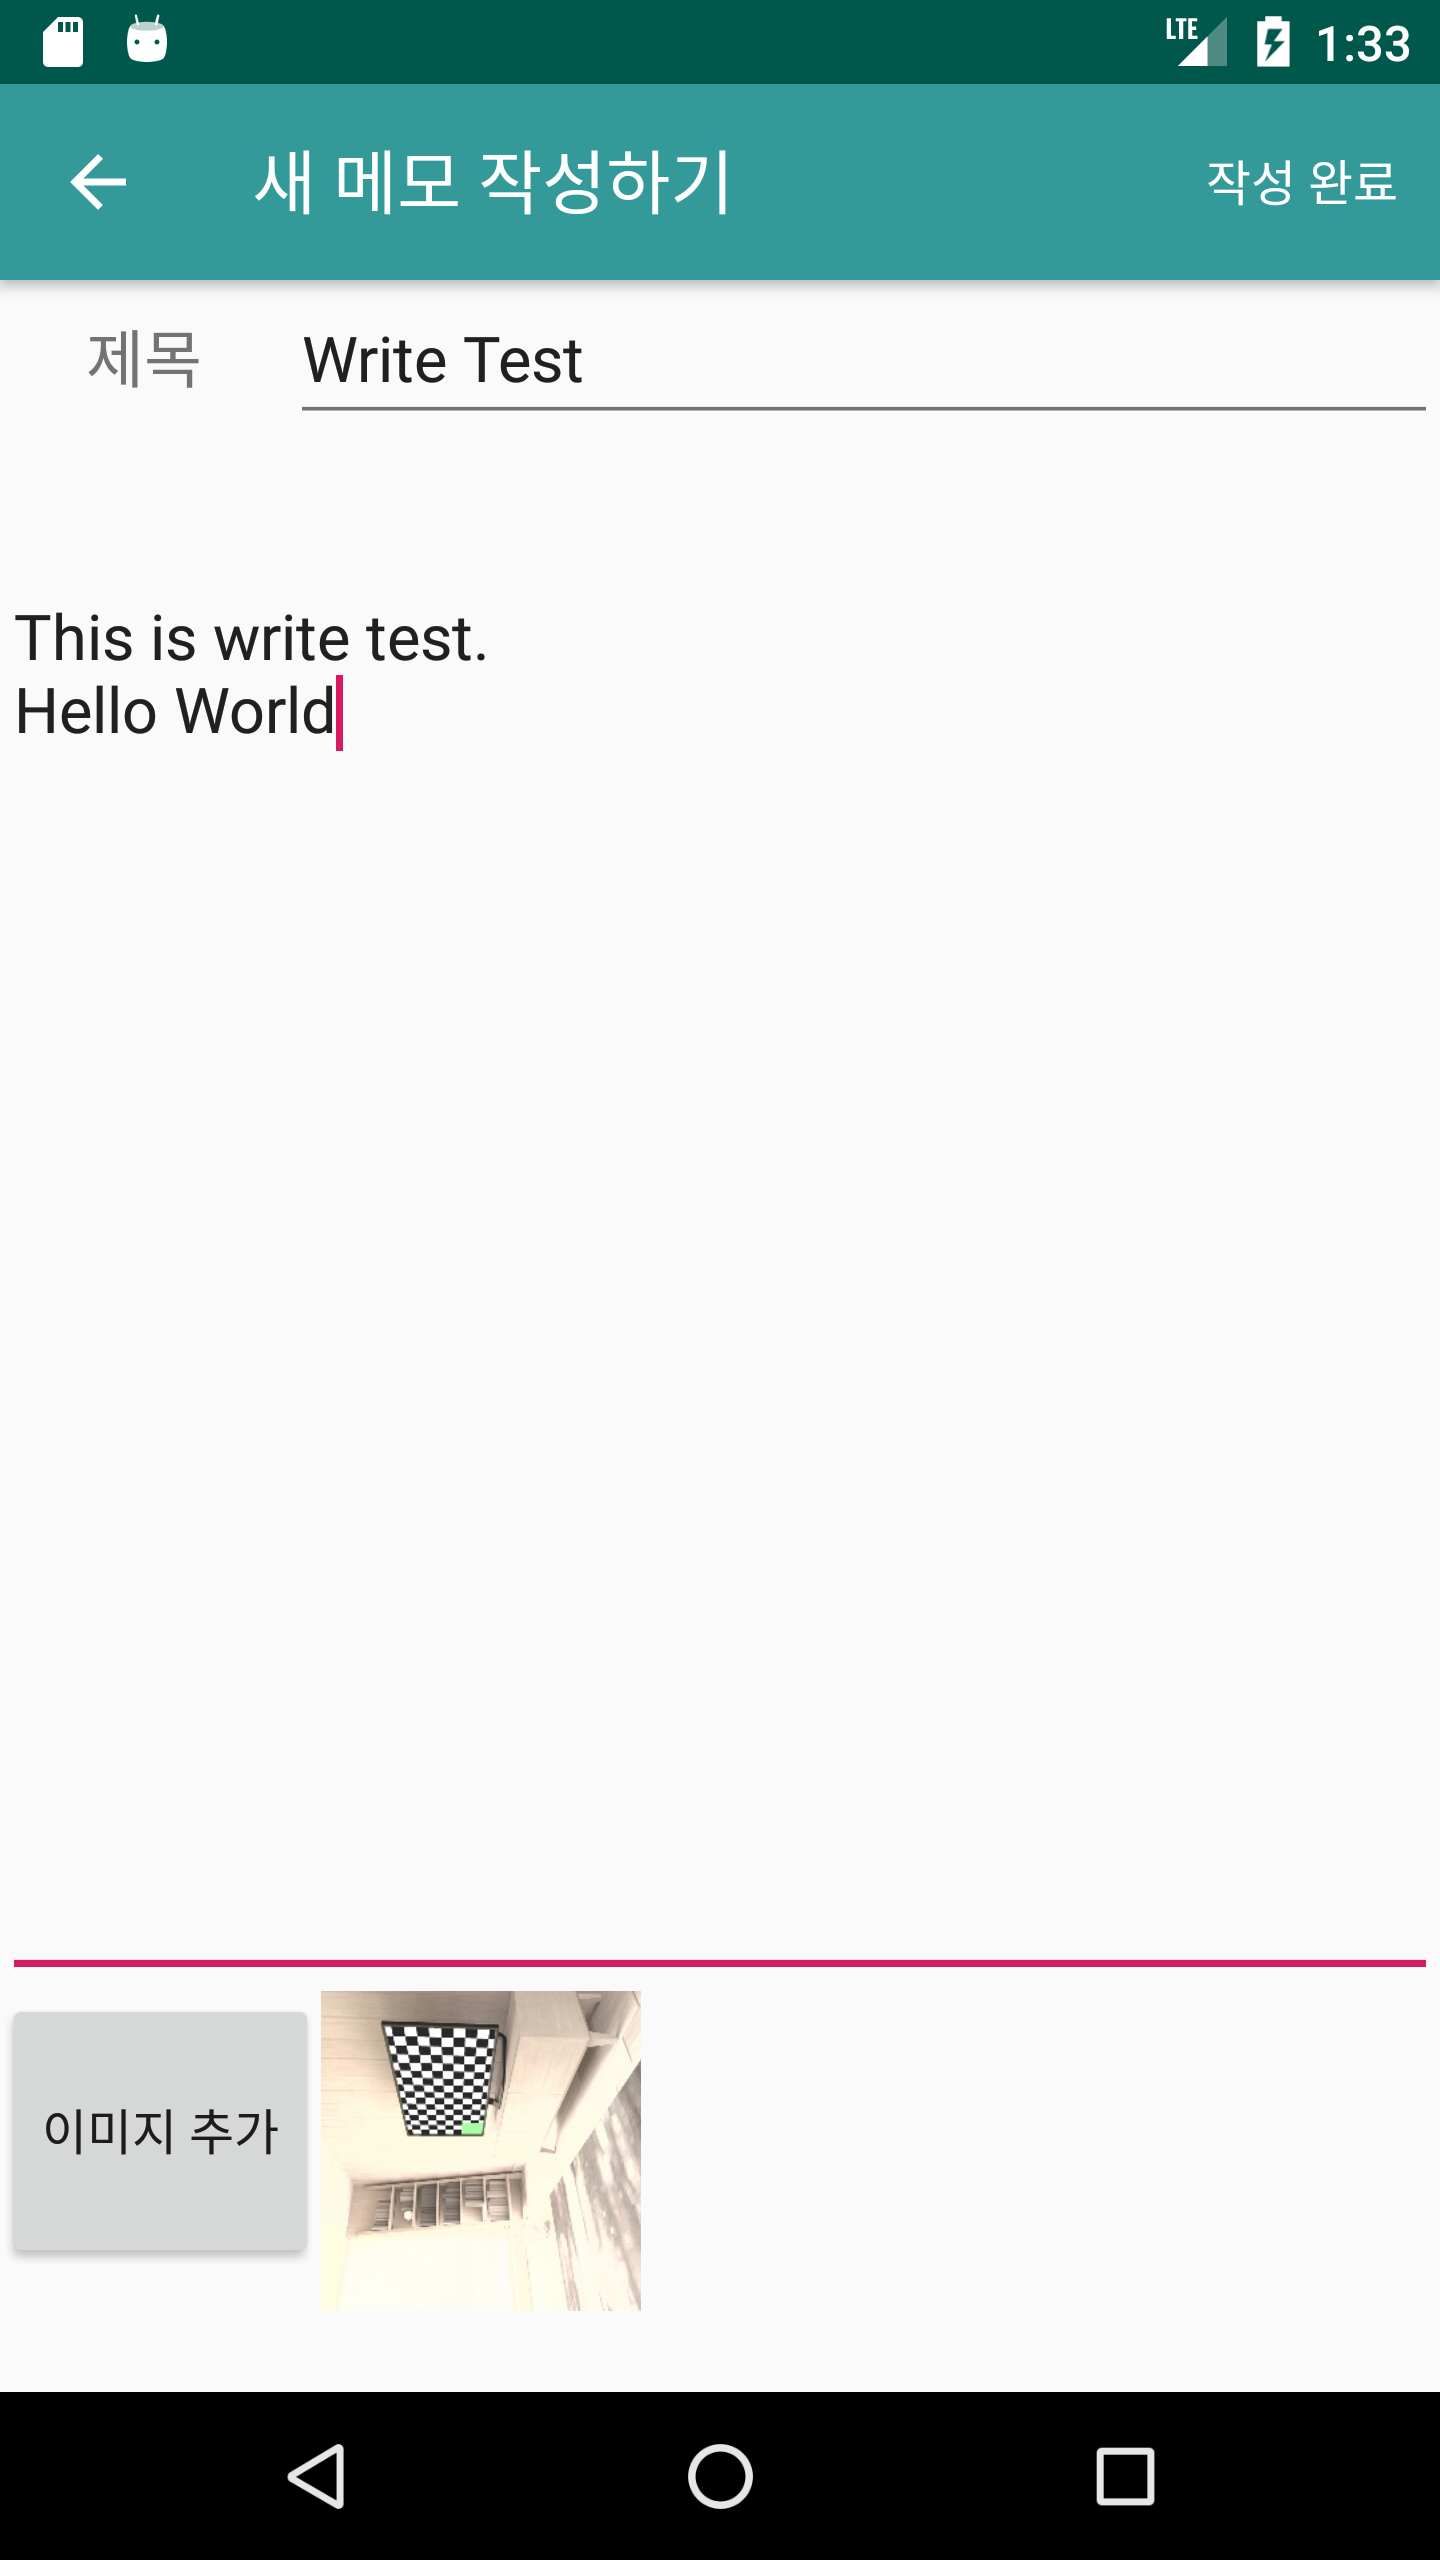 LTE 1:33
새 메모 작성하기 작성 완료
제목 Write Test
This is write test.
Hello World
이미지 추가